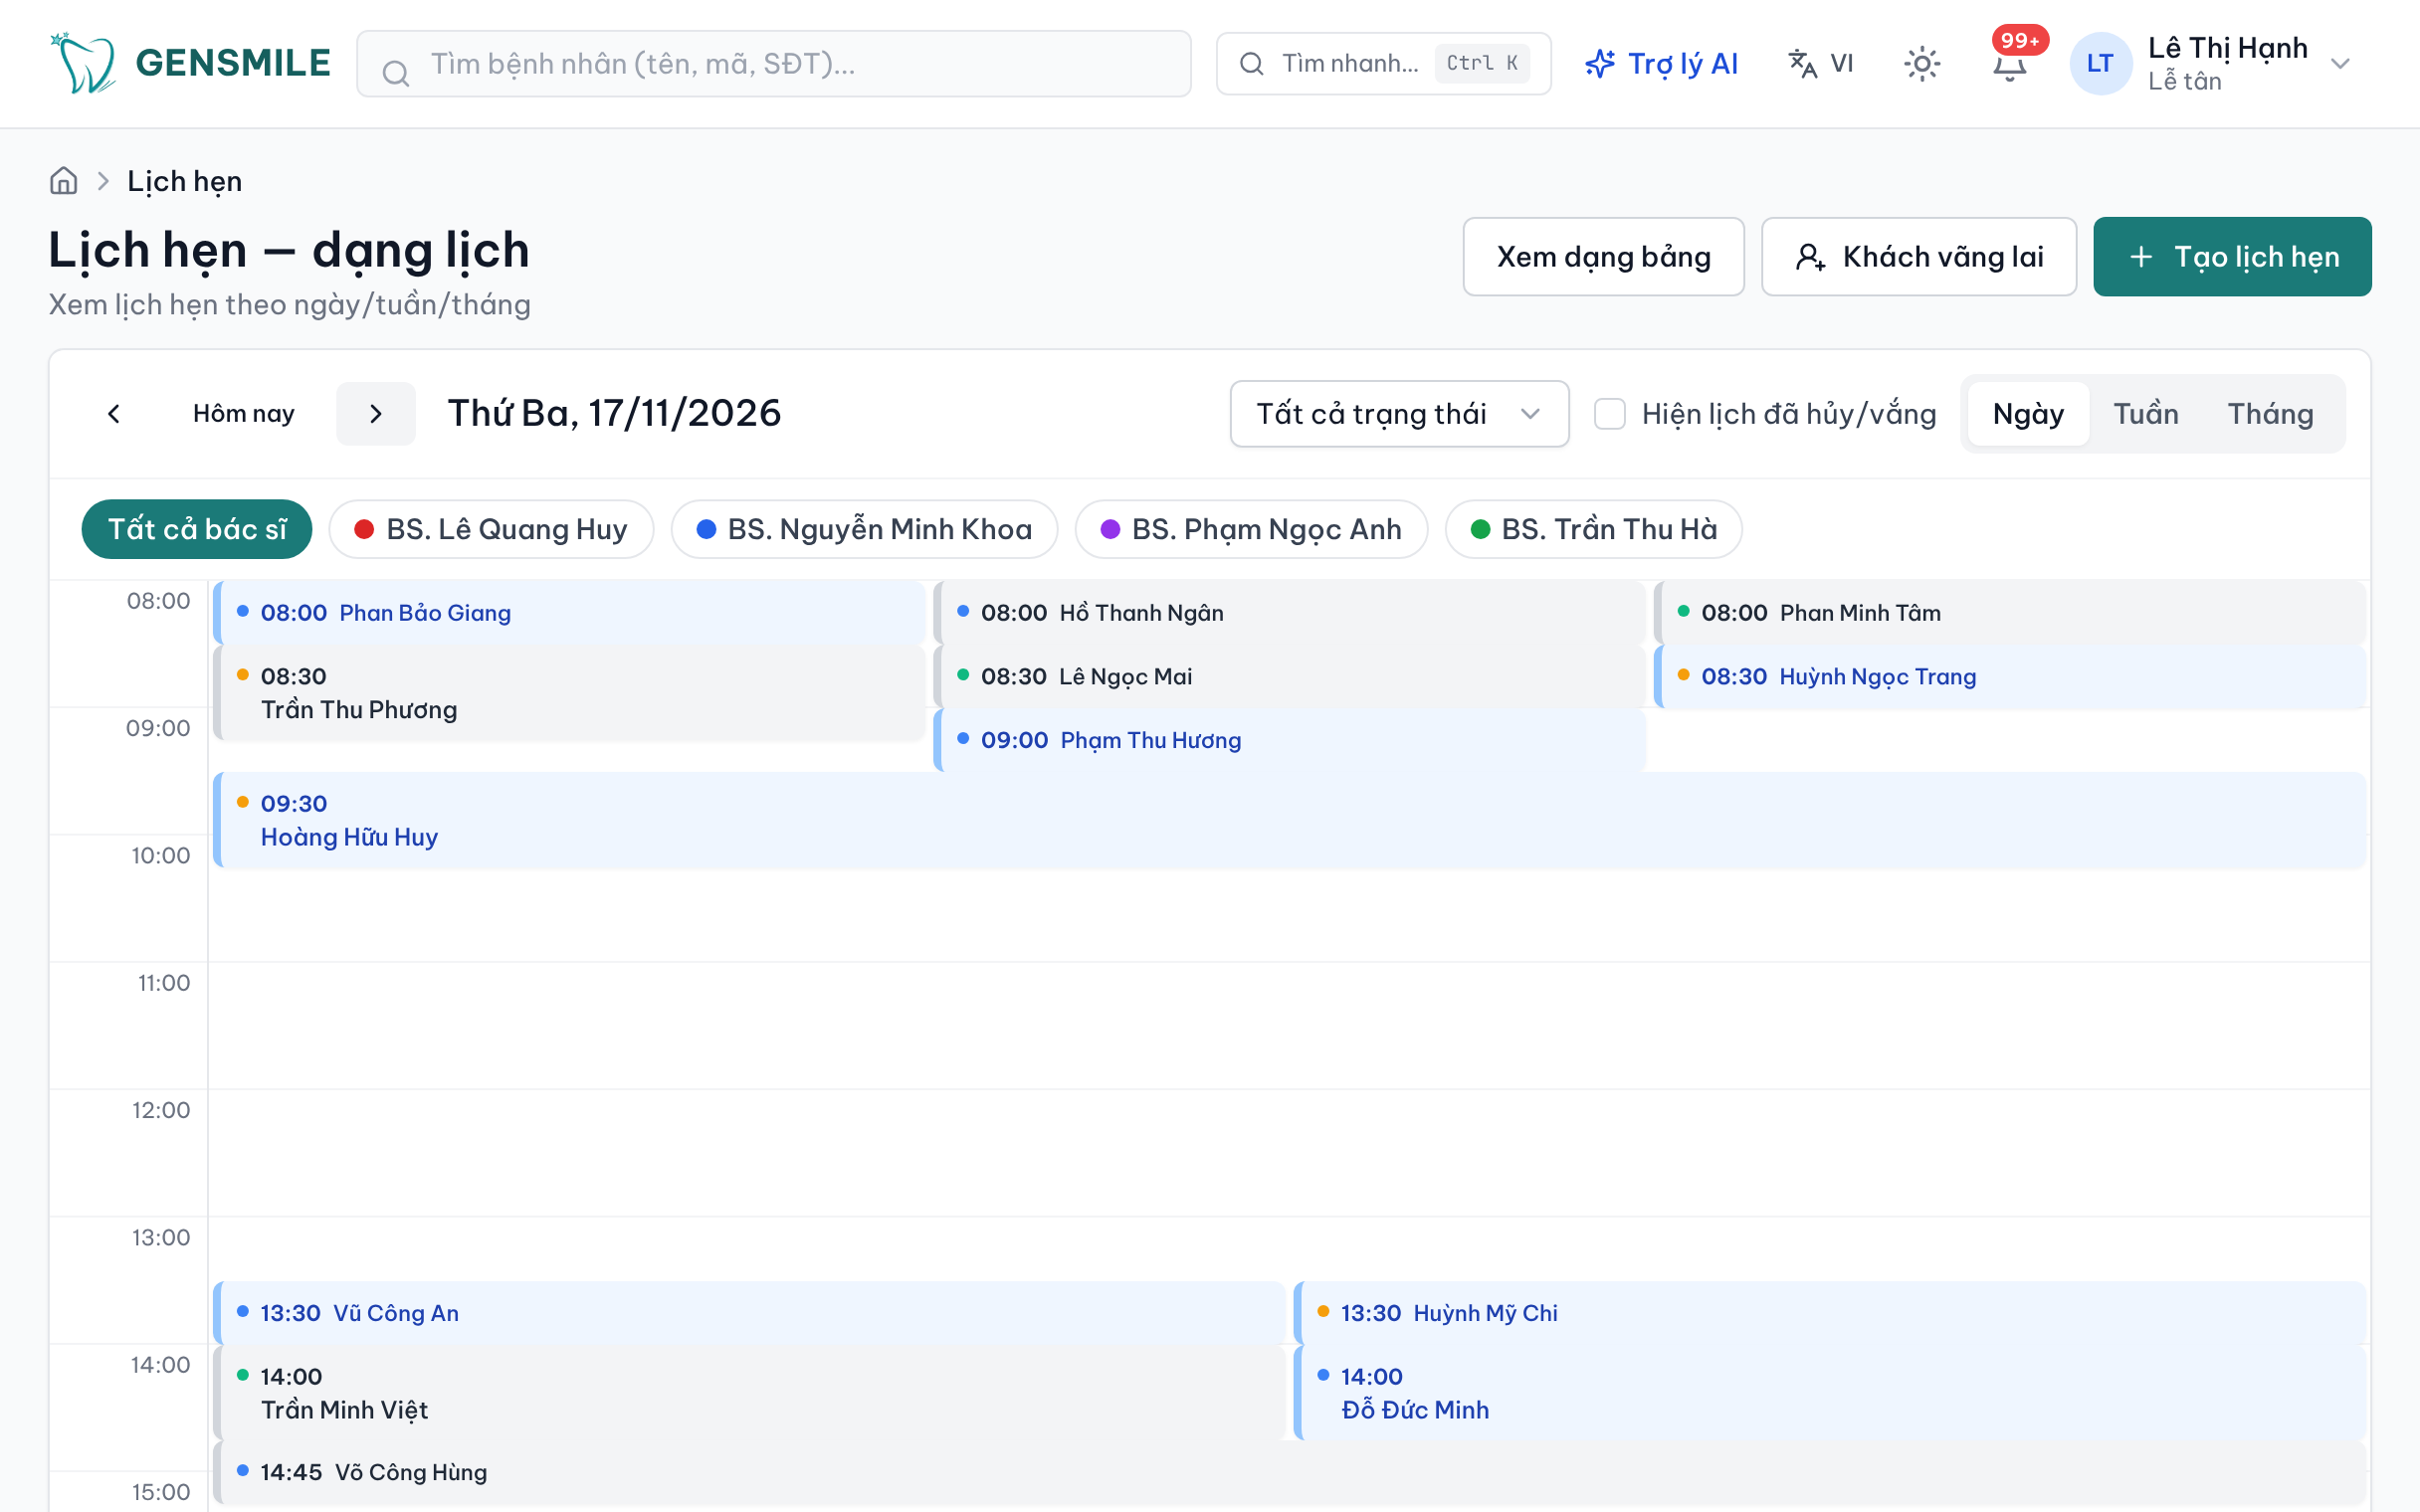 GENSMILE
Tìm bệnh nhân (tên, mã, SĐT)...
Tìm nhanh... Ctrl K
Trợ lý AI
VI
99+
LT
Lê Thị Hạnh
Lễ tân
Lịch hẹn
Lịch hẹn — dạng lịch
Xem lịch hẹn theo ngày/tuần/tháng
Xem dạng bảng
Khách vãng lai
Tạo lịch hẹn
Hôm nay
Thứ Ba, 17/11/2026
Tất cả trạng thái
Hiện lịch đã hủy/vắng
Ngày
Tuần
Tháng
Tất cả bác sĩ
BS. Lê Quang Huy
BS. Nguyễn Minh Khoa
BS. Phạm Ngọc Anh
BS. Trần Thu Hà
08:00
08:00 Phan Bảo Giang
08:00 Hồ Thanh Ngân
08:00 Phan Minh Tâm
08:30
Trần Thu Phương
08:30 Lê Ngọc Mai
08:30 Huỳnh Ngọc Trang
09:00
09:00 Phạm Thu Hương
09:30
Hoàng Hữu Huy
10:00
11:00
12:00
13:00
13:30 Vũ Công An
13:30 Huỳnh Mỹ Chi
14:00
14:00
Trần Minh Việt
14:00
Đỗ Đức Minh
14:45 Võ Công Hùng
15:00